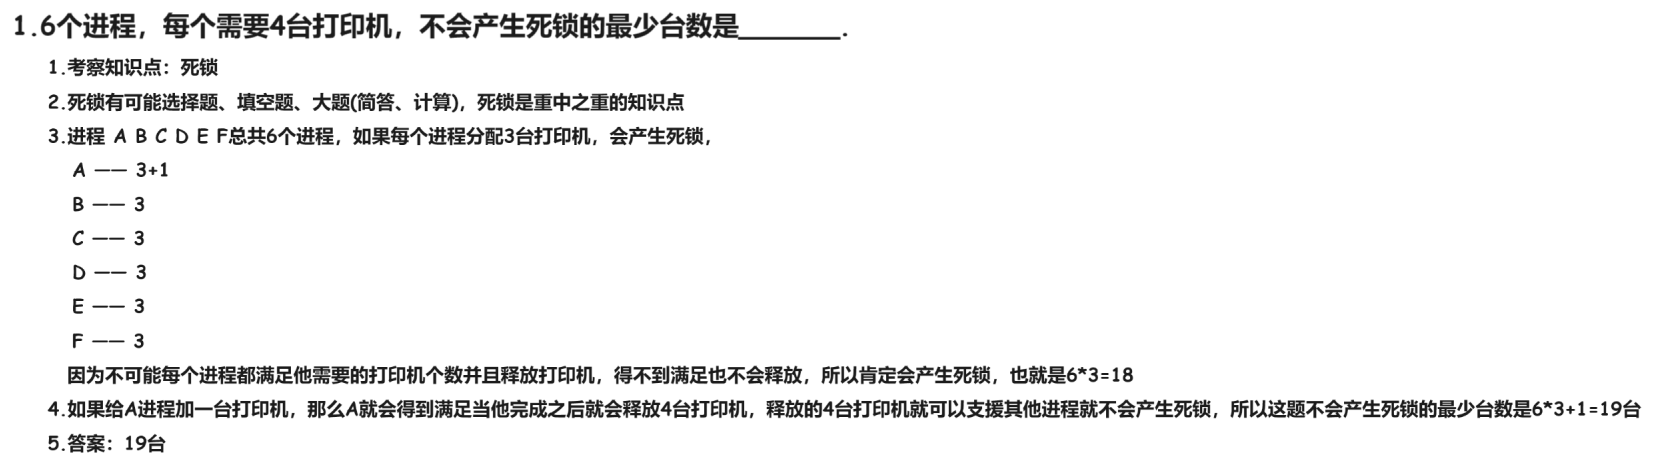 1.6个进程，每个需要4台打印机，不会产生死锁的最少台数是_______.
1.考察知识点：死锁
2.死锁有可能选择题、填空题、大题(简答、计算)，死锁是重中之重的知识点
3.进程 A B C D E F总共6个进程，如果每个进程分配3台打印机，会产生死锁，
A —— 3+1
B —— 3
C —— 3
D —— 3
E —— 3
F —— 3
因为不可能每个进程都满足他需要的打印机个数并且释放打印机，得不到满足也不会释放，所以肯定会产生死锁，也就是6*3=18
4.如果给A进程加一台打印机，那么A就会得到满足当他完成之后就会释放4台打印机，释放的4台打印机就可以支援其他进程就不会产生死锁，所以这题不会产生死锁的最少台数是6*3+1=19台
5.答案：19台